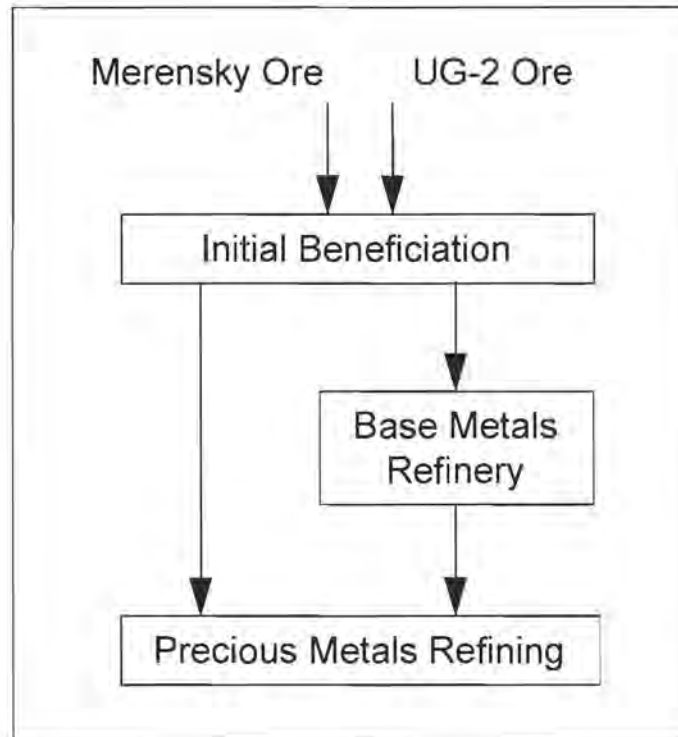 Merensky Ore UG-2 Ore
Initial Beneficiation
Base Metals
Refinery
Precious Metals Refining